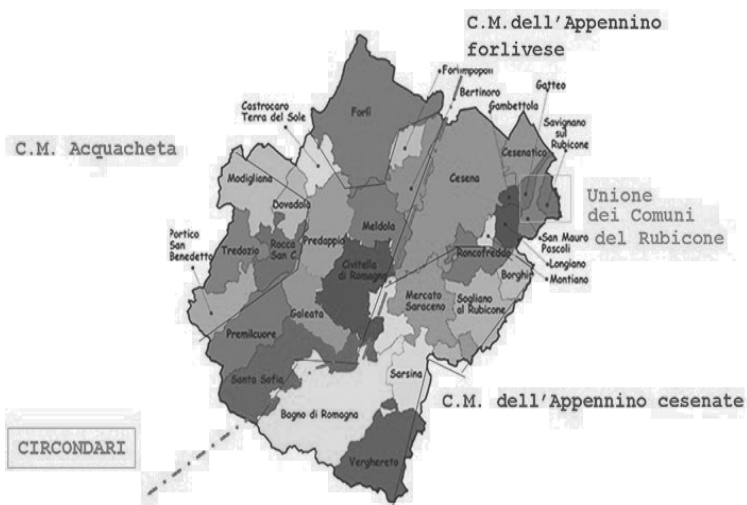 C.M.dell'Appennino
forlivese
Forlimpopoli
Bertinoro
Gatteo
Gambettola
Castrocaro
Terra del Sole
Forlì
Savignano
sul
Rubicone
C.M. Acquacheta
Cesenatico
Cesena
Modigliana
Dovadola
Unione
dei Comuni
del Rubicone
Meldola
Portico
San
Benedetto
Tredozio
Rocca
San C.
Predappio
San Mauro
Pascoli
Roncofreddo
Longiano
Civitella
di Romagna
Borghi
Montiano
Mercato
Saraceno
Sogliano
al Rubicone
Galeata
Premilcuore
Santa Sofia
Sarsina
C.M. dell'Appennino cesenate
Bagno di Romagna
CIRCONDARI
Verghereto